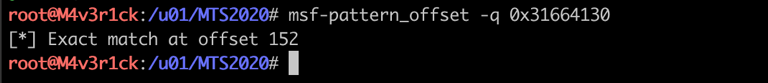 root@M4v3r1ck:/u01/MTS2020# msf-pattern_offset -q 0x31664130
[*] Exact match at offset 152
root@M4v3r1ck:/u01/MTS2020#